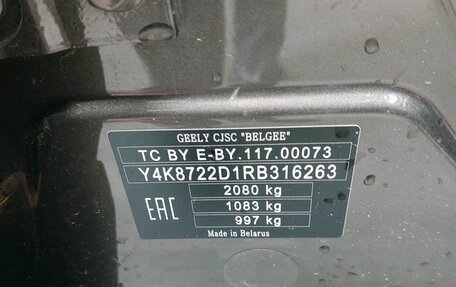 GEELY CJSC "BELGEE"
TC BY E-BY.117.00073
Y4K8722D1RB316263
2080 kg
EAC
1083 kg
997 kg
Made in Belarus